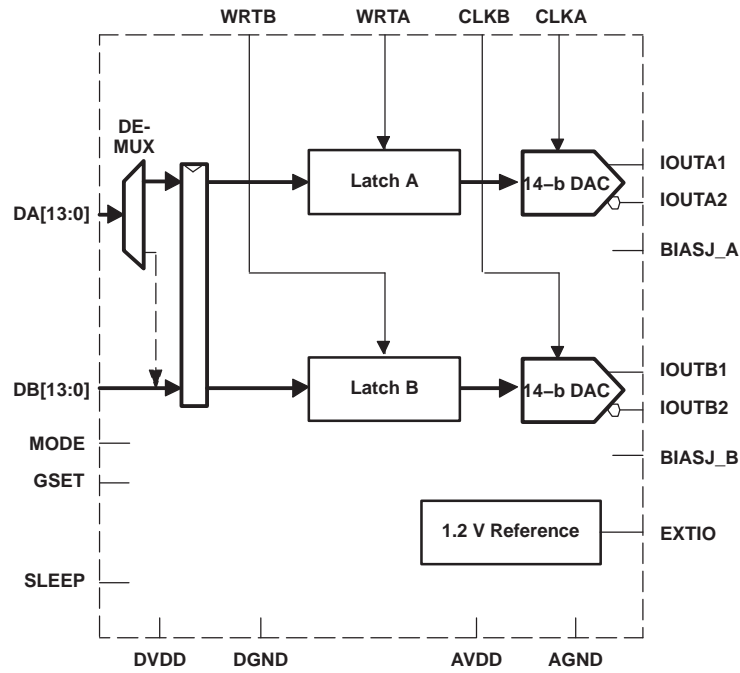 WRTB WRTA CLKB CLKA
DE-
MUX
IOUTA1
Latch A 14–b DAC
IOUTA2
DA[13:0]
BIASJ_A
IOUTB1
DB[13:0] Latch B 14–b DAC
IOUTB2
MODE
BIASJ_B
GSET
1.2 V Reference EXTIO
SLEEP
DVDD DGND AVDD AGND